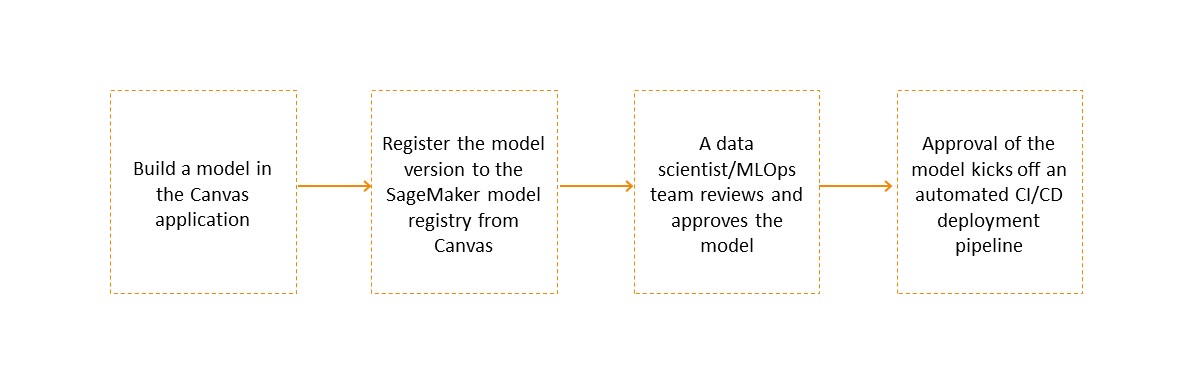 Build a model in
the Canvas
application
Register the model
version to the
SageMaker model
registry from
Canvas
A data
scientist/MLOps
team reviews and
approves the
model
Approval of the
model kicks off an
automated CI/CD
deployment
pipeline